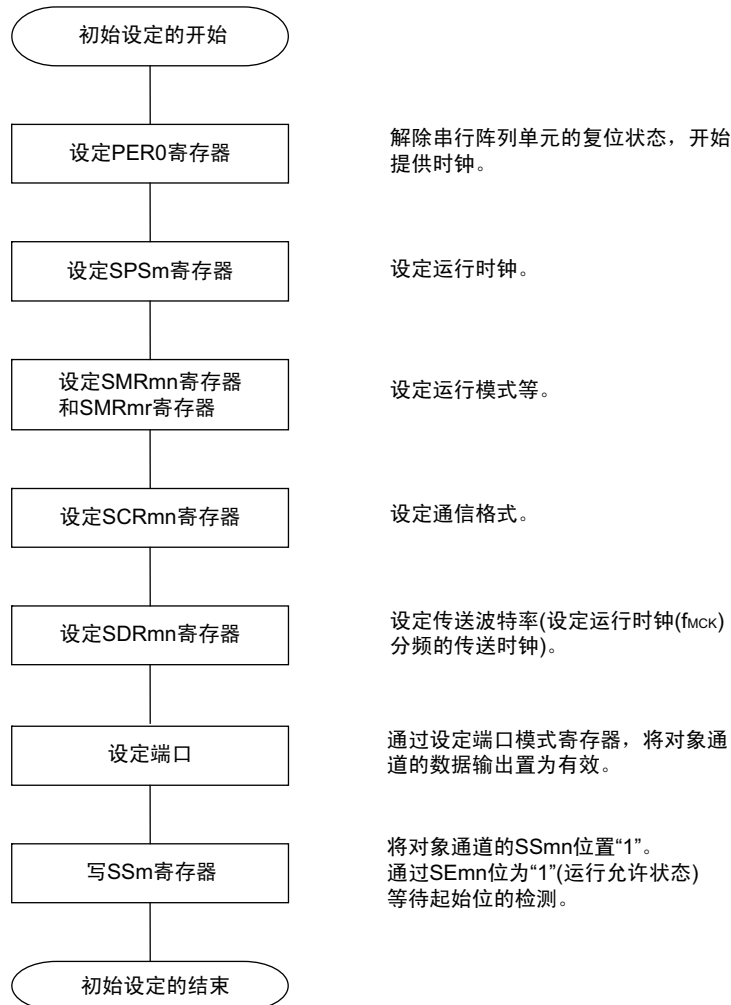 初始设定的开始
设定PER0寄存器
解除串行阵列单元的复位状态，开始
提供时钟。
设定SPSm寄存器
设定运行时钟。
设定SMRmn寄存器
和SMRmr寄存器
设定运行模式等。
设定SCRmn寄存器
设定通信格式。
设定SDRmn寄存器
设定传送波特率(设定运行时钟(fMCK)
分频的传送时钟)。
设定端口
通过设定端口模式寄存器，将对象通
道的数据输出置为有效。
写SSm寄存器
将对象通道的SSmn位置“1”。
通过SEmn位为“1”(运行允许状态)
等待起始位的检测。
初始设定的结束